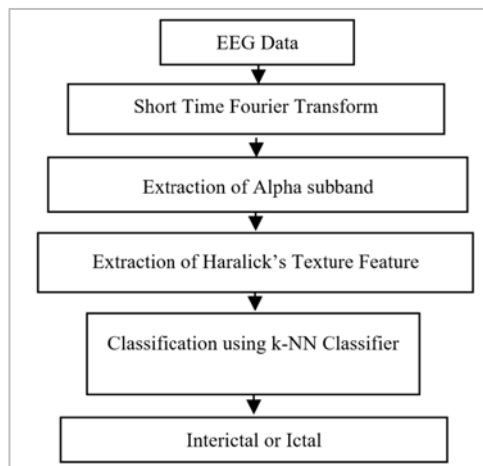 EEG Data
Short Time Fourier Transform
Extraction of Alpha subband
Extraction of Haralick’s Texture Feature
Classification using k-NN Classifier
Interictal or Ictal